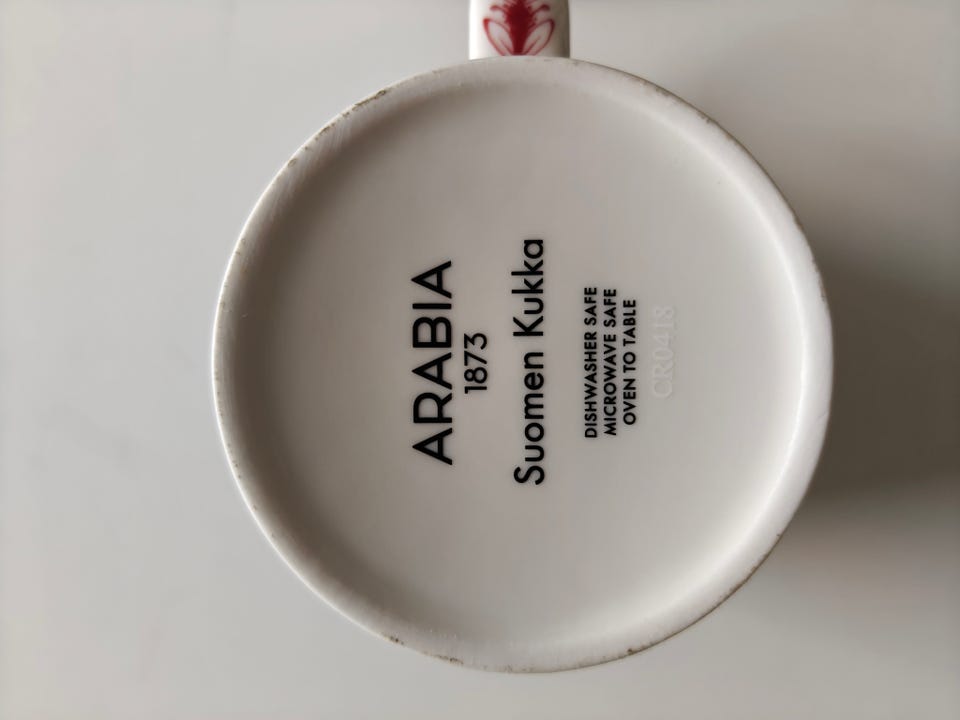 ARABIA
1873
Suomen Kukka
DISHWASHER SAFE
MICROWAVE SAFE
OVEN TO TABLE
CR0418